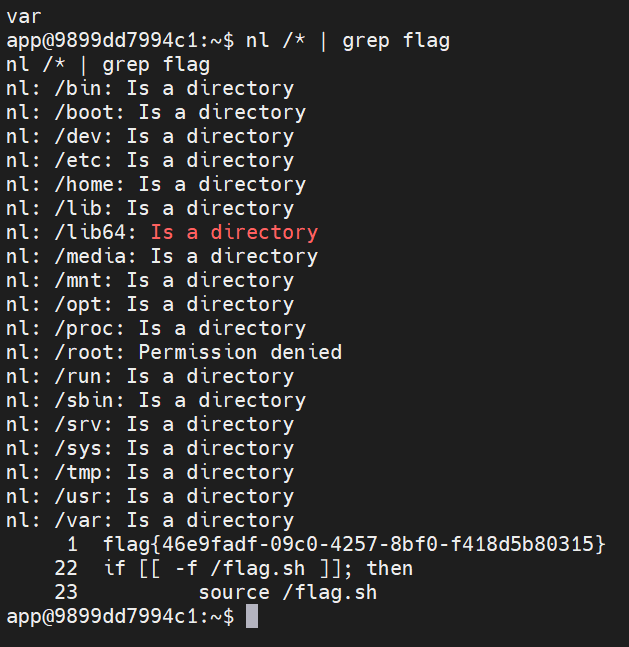 var
app@9899dd7994c1:~$ nl /* | grep flag
nl /* | grep flag
nl: /bin: Is a directory
nl: /boot: Is a directory
nl: /dev: Is a directory
nl: /etc: Is a directory
nl: /home: Is a directory
nl: /lib: Is a directory
nl: /lib64: Is a directory
nl: /media: Is a directory
nl: /mnt: Is a directory
nl: /opt: Is a directory
nl: /proc: Is a directory
nl: /root: Permission denied
nl: /run: Is a directory
nl: /sbin: Is a directory
nl: /srv: Is a directory
nl: /sys: Is a directory
nl: /tmp: Is a directory
nl: /usr: Is a directory
nl: /var: Is a directory
     1  flag{46e9fadf-09c0-4257-8bf0-f418d5b80315}
    22  if [[ -f /flag.sh ]]; then
    23          source /flag.sh
app@9899dd7994c1:~$